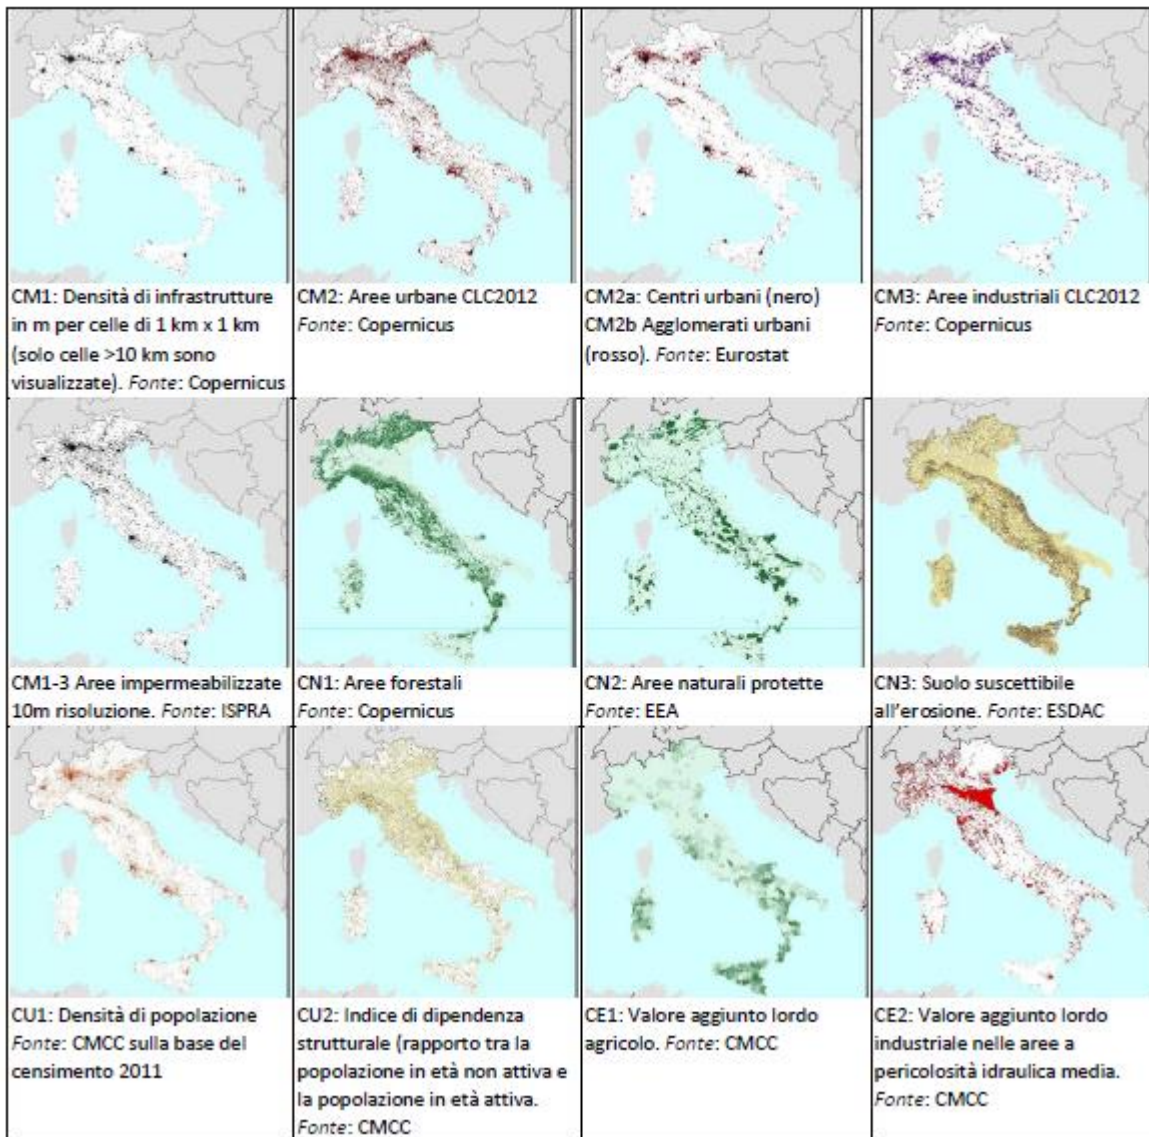 CM1: Densità di infrastrutture
in m per celle di 1 km x 1 km
(solo celle >10 km sono
visualizzate). Fonte: Copernicus
CM2: Aree urbane CLC2012
Fonte: Copernicus
CM2a: Centri urbani (nero)
CM2b Agglomerati urbani
(rosso). Fonte: Eurostat
CM3: Aree industriali CLC2012
Fonte: Copernicus
CM1-3 Aree impermeabilizzate
10m risoluzione. Fonte: ISPRA
CN1: Aree forestali
Fonte: Copernicus
CN2: Aree naturali protette
Fonte: EEA
CN3: Suolo suscettibile
all'erosione. Fonte: ESDAC
CU1: Densità di popolazione
Fonte: CMCC sulla base del
censimento 2011
CU2: Indice di dipendenza
strutturale (rapporto tra la
popolazione in età non attiva e
la popolazione in età attiva.
Fonte: CMCC
CE1: Valore aggiunto lordo
agricolo. Fonte: CMCC
CE2: Valore aggiunto lordo
industriale nelle aree a
pericolosità idraulica media.
Fonte: CMCC